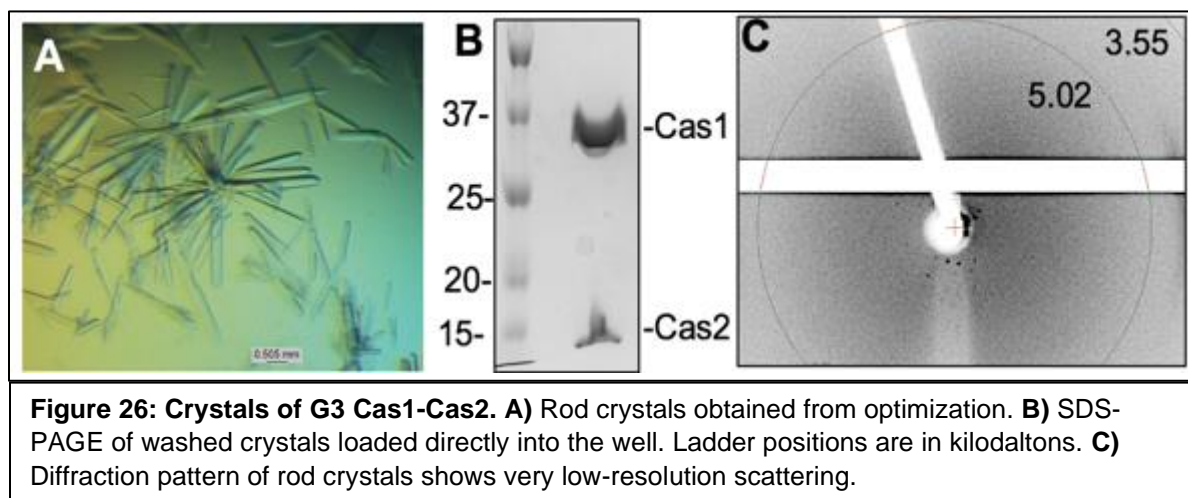 A
B
C
3.55
5.02
37-
-Cas1
25-
20-
15-
-Cas2
0.505 mm
Figure 26: Crystals of G3 Cas1-Cas2. A) Rod crystals obtained from optimization. B) SDS-
PAGE of washed crystals loaded directly into the well. Ladder positions are in kilodaltons. C)
Diffraction pattern of rod crystals shows very low-resolution scattering.